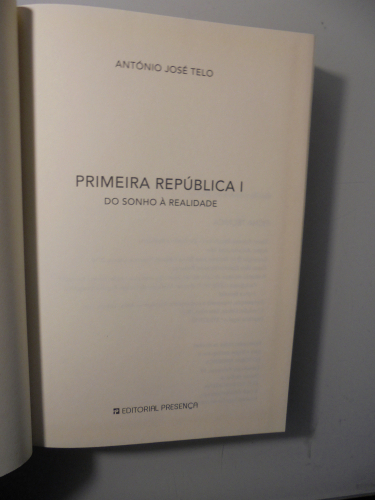 ANTÓNIO JOSÉ TELO
PRIMEIRA REPÚBLICA I
DO SONHO À REALIDADE
EDITORIAL PRESENÇA